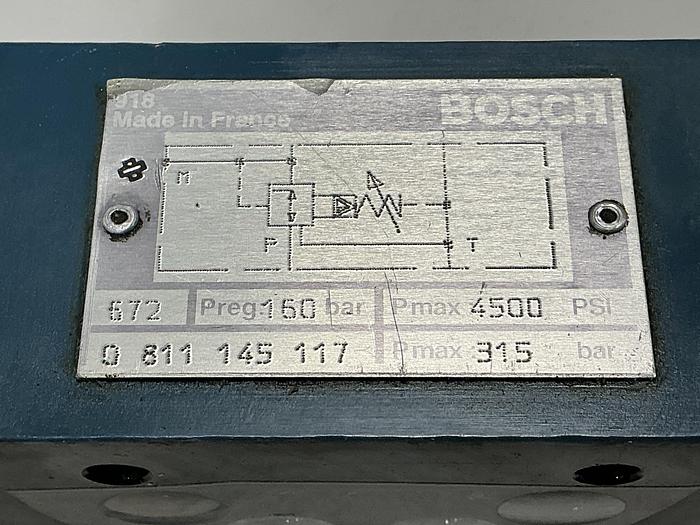 918
Made in France
BOSCH
M
P
T
672 Preg. 160 bar Pmax 4500 PSI
0 811 145 117 Pmax 315 bar